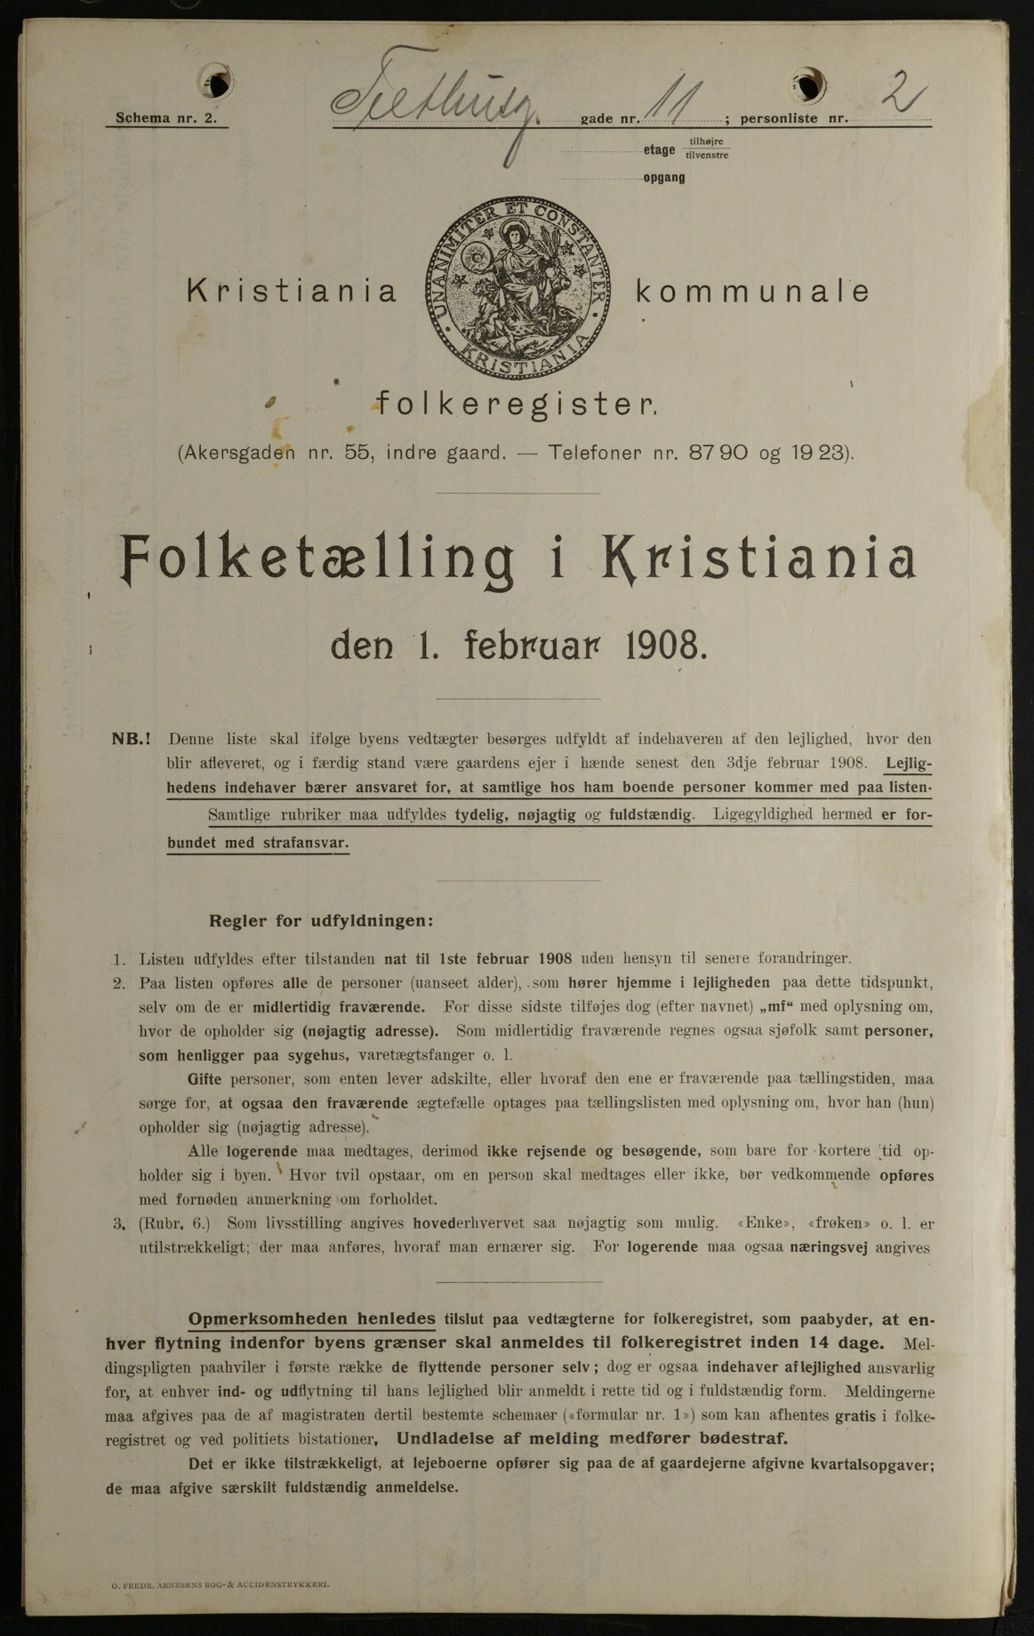 Schema nr. 2.
Tilthusg. gade nr. 11; personliste nr. 2
etage tilhøjre
tilvenstre
opgang
UNANIMITER ET CONSTANTER
KRISTIANIA
Kristiania kommunale
folkeregister.
(Akersgaden nr. 55, indre gaard. — Telefoner nr. 87 90 og 19 23).
Folketælling i Kristiania
den 1. februar 1908.
NB.! Denne liste skal ifølge byens vedtægter besørges udfyldt af indehaveren af den lejlighed, hvor den
blir afleveret, og i færdig stand være gaardens ejer i hænde senest den 3dje februar 1908. Lejlig-
hedens indehaver bærer ansvaret for, at samtlige hos ham boende personer kommer med paa listen.
Samtlige rubriker maa udfyldes tydelig, nøjagtig og fuldstændig. Ligegyldighed hermed er for-
bundet med strafansvar.
Regler for udfyldningen:
1. Listen udfyldes efter tilstanden nat til 1ste februar 1908 uden hensyn til senere forandringer.
2. Paa listen opføres alle de personer (uanseet alder), som hører hjemme i lejligheden paa dette tidspunkt,
selv om de er midlertidig fraværende. For disse sidste tilføjes dog (efter navnet) „mf“ med oplysning om,
hvor de opholder sig (nøjagtig adresse). Som midlertidig fraværende regnes ogsaa sjøfolk samt personer,
som henligger paa sygehus, varetægtsfanger o. l.
Gifte personer, som enten lever adskilte, eller hvoraf den ene er fraværende paa tællingstiden, maa
sørge for, at ogsaa den fraværende ægtefælle optages paa tællingslisten med oplysning om, hvor han (hun)
opholder sig (nøjagtig adresse).
Alle logerende maa medtages, derimod ikke rejsende og besøgende, som bare for kortere tid op-
holder sig i byen. Hvor tvil opstaar, om en person skal medtages eller ikke, bør vedkommende opføres
med fornøden anmerkning om forholdet.
3. (Rubr. 6.) Som livsstilling angives hovederhvervet saa nøjagtig som mulig. «Enke», «frøken» o. l. er
utilstrækkeligt; der maa anføres, hvoraf man ernærer sig. For logerende maa ogsaa næringsvej angives
Opmerksomheden henledes tilslut paa vedtægterne for folkeregistret, som paabyder, at en-
hver flytning indenfor byens grænser skal anmeldes til folkeregistret inden 14 dage. Mel-
dingspligten paahviler i første række de flyttende personer selv; dog er ogsaa indehaver af lejlighed ansvarlig
for, at enhver ind- og udflytning til hans lejlighed blir anmeldt i rette tid og i fuldstændig form. Meldingerne
maa afgives paa de af magistraten dertil bestemte schemaer («formular nr. 1») som kan afhentes gratis i folke-
registret og ved politiets bistationer. Undladelse af melding medfører bødestraf.
Det er ikke tilstrækkeligt, at lejeboerne opfører sig paa de af gaardejerne afgivne kvartalsopgaver;
de maa afgive særskilt fuldstændig anmeldelse.
O. FREDR. ARNESENS BOG- & ACCIDENSTRYKKERI.